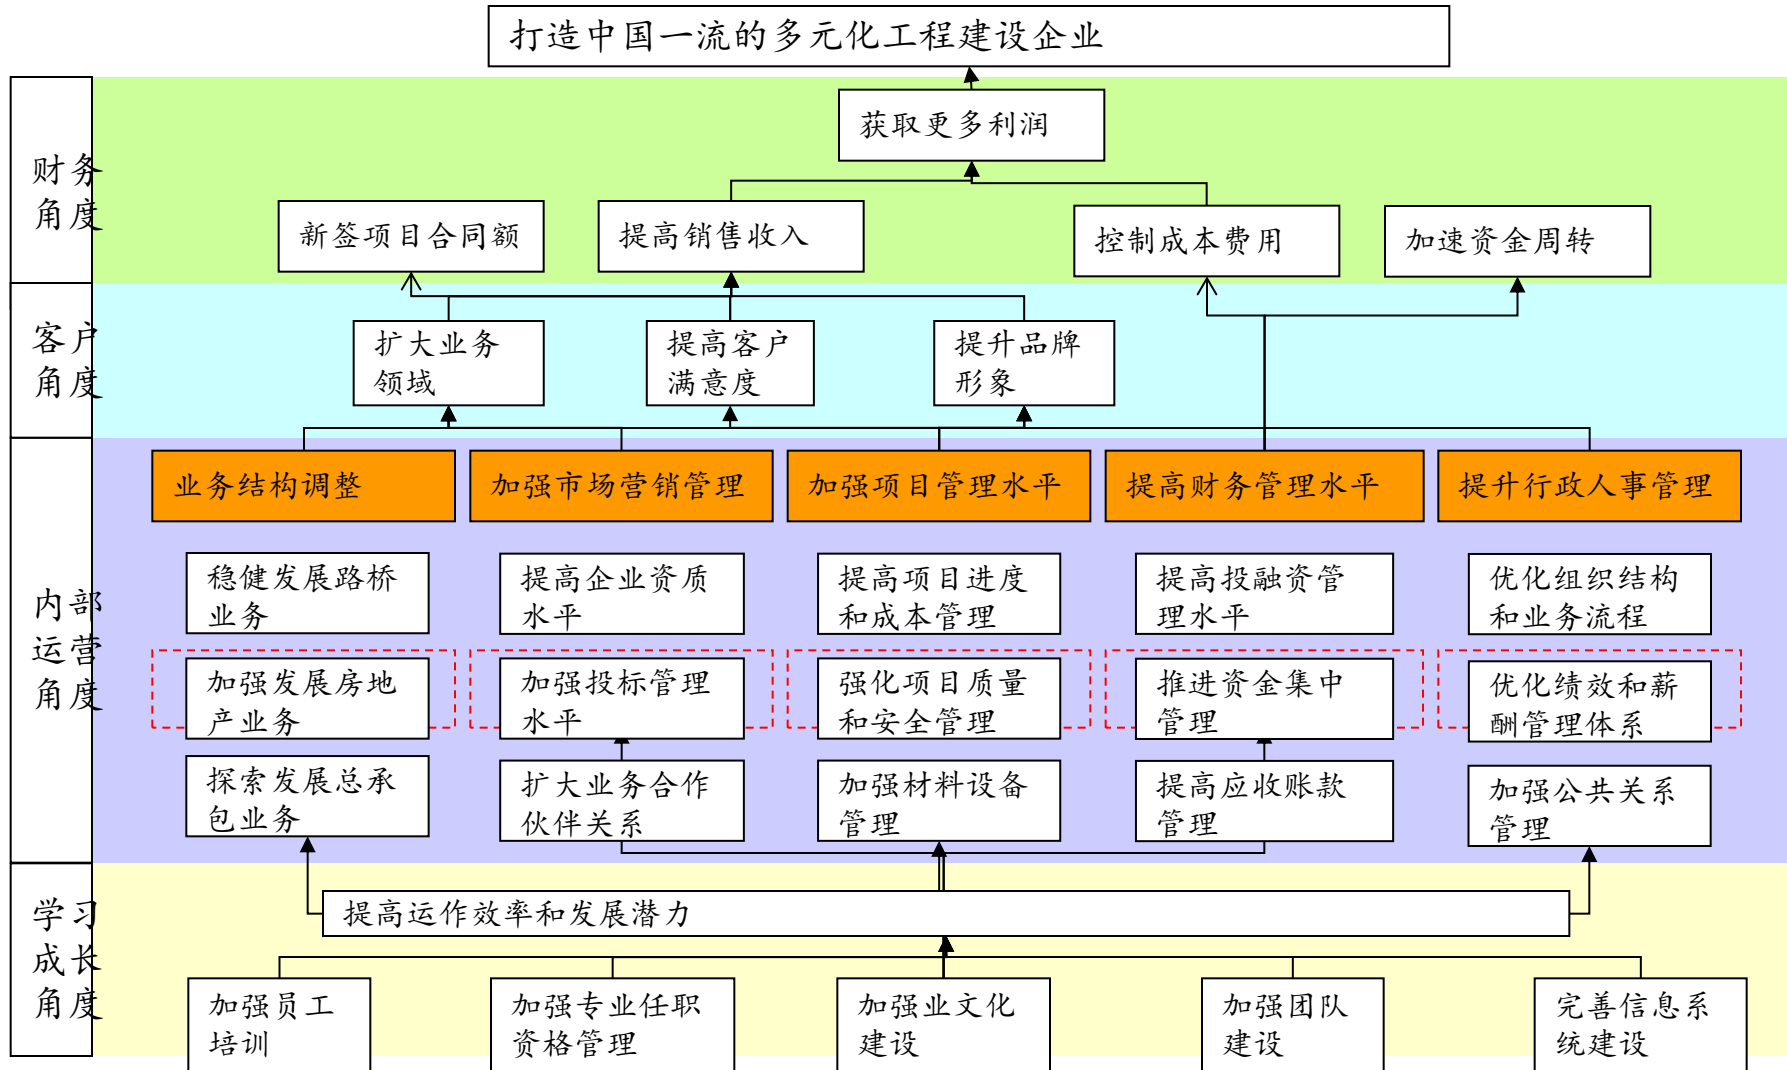 打造中国一流的多元化工程建设企业
财务
角度
获取更多利润
新签项目合同额
提高销售收入
控制成本费用
加速资金周转
客户
角度
扩大业务
领域
提高客户
满意度
提升品牌
形象
内部
运营
角度
业务结构调整
加强市场营销管理
加强项目管理水平
提高财务管理水平
提升行政人事管理
稳健发展路桥
业务
提高企业资质
水平
提高项目进度
和成本管理
提高投融资管
理水平
优化组织结构
和业务流程
加强发展房地
产业务
加强投标管理
水平
强化项目质量
和安全管理
推进资金集中
管理
优化绩效和薪
酬管理体系
探索发展总承
包业务
扩大业务合作
伙伴关系
加强材料设备
管理
提高应收账款
管理
加强公共关系
管理
学习
成长
角度
提高运作效率和发展潜力
加强员工
培训
加强专业任职
资格管理
加强业文化
建设
加强团队
建设
完善信息系
统建设